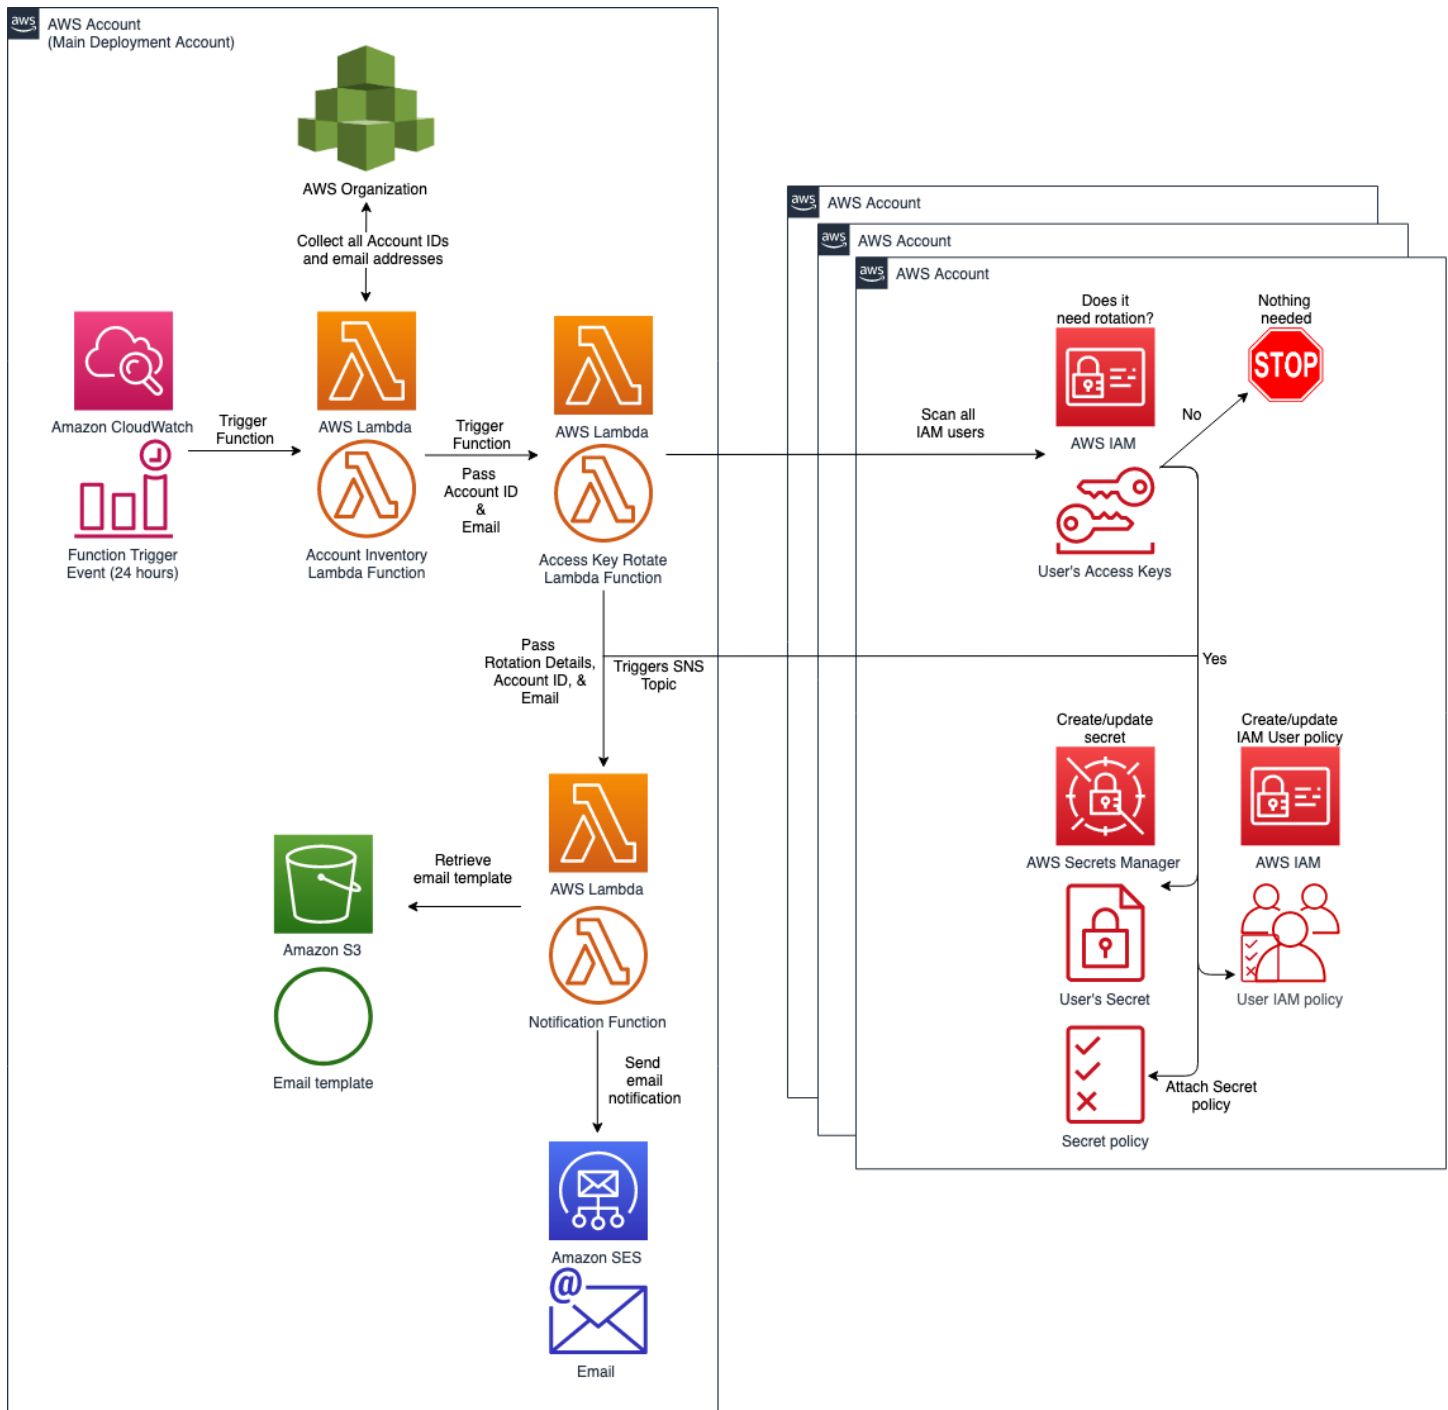 aws
AWS Account
(Main Deployment Account)
AWS Organization
Collect all Account IDs
and email addresses
Amazon CloudWatch
Function Trigger
Event (24 hours)
Trigger
Function
AWS Lambda
Account Inventory
Lambda Function
Trigger
Function
Pass
Account ID
&
Email
AWS Lambda
Access Key Rotate
Lambda Function
Scan all
IAM users
aws
AWS Account
aws
AWS Account
aws
AWS Account
Does it
need rotation?
AWS IAM
User's Access Keys
No
Nothing
needed
STOP
Yes
Pass
Rotation Details,
Account ID, &
Email
Triggers SNS
Topic
Create/update
secret
AWS Secrets Manager
User's Secret
Create/update
IAM User policy
AWS IAM
User IAM policy
Attach Secret
policy
Secret policy
AWS Lambda
Notification Function
Retrieve
email template
Amazon S3
Email template
Send
email
notification
Amazon SES
@
Email